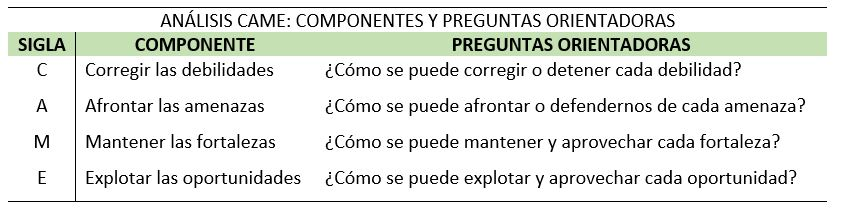 ANÁLISIS CAME: COMPONENTES Y PREGUNTAS ORIENTADORAS
SIGLA COMPONENTE PREGUNTAS ORIENTADORAS
C Corregir las debilidades ¿Cómo se puede corregir o detener cada debilidad?
A Afrontar las amenazas ¿Cómo se puede afrontar o defendernos de cada amenaza?
M Mantener las fortalezas ¿Cómo se puede mantener y aprovechar cada fortaleza?
E Explotar las oportunidades ¿Cómo se puede explotar y aprovechar cada oportunidad?